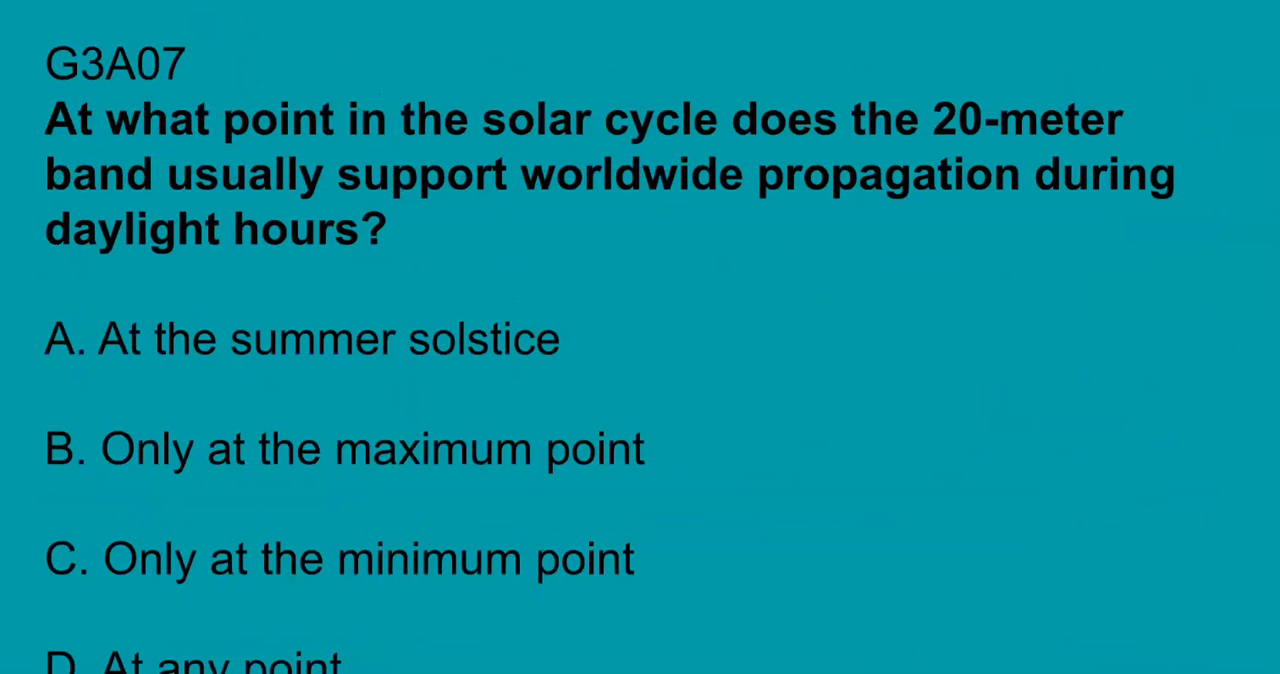 G3A07
At what point in the solar cycle does the 20-meter
band usually support worldwide propagation during
daylight hours?
A. At the summer solstice
B. Only at the maximum point
C. Only at the minimum point
D. At any point